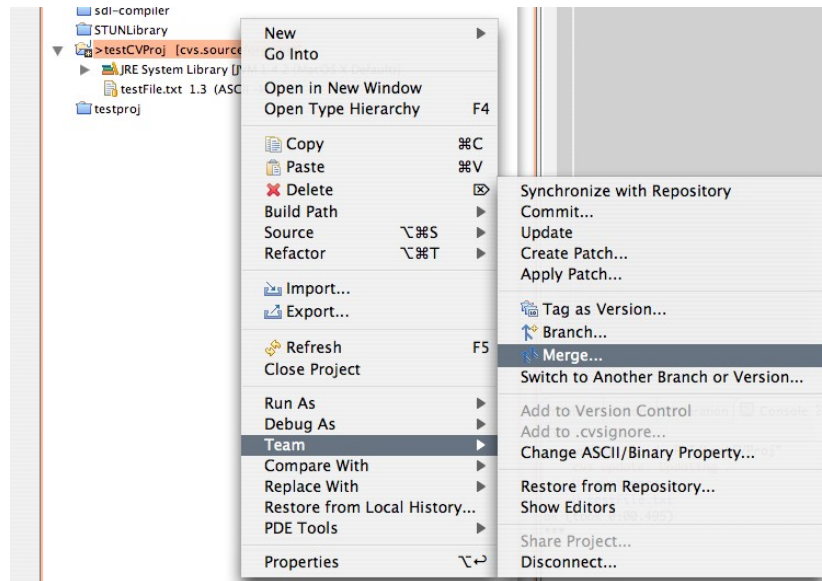 sdl-compiler
STUNLibrary
>testCVProj [cvs.source
JRE System Library [J
testFile.txt 1.3 (ASC
testproj
New
Go Into
Open in New Window
Open Type Hierarchy F4
Copy ⌘C
Paste ⌘V
Delete ⌦
Build Path
Source ⌥⌘S
Refactor ⌥⌘T
Import...
Export...
Refresh F5
Close Project
Run As
Debug As
Team
Compare With
Replace With
Restore from Local History...
PDE Tools
Properties ⌥↩
Synchronize with Repository
Commit...
Update
Create Patch...
Apply Patch...
Tag as Version...
Branch...
Merge...
Switch to Another Branch or Version...
Add to Version Control
Add to .cvsignore...
Change ASCII/Binary Property...
Restore from Repository...
Show Editors
Share Project...
Disconnect...
Console